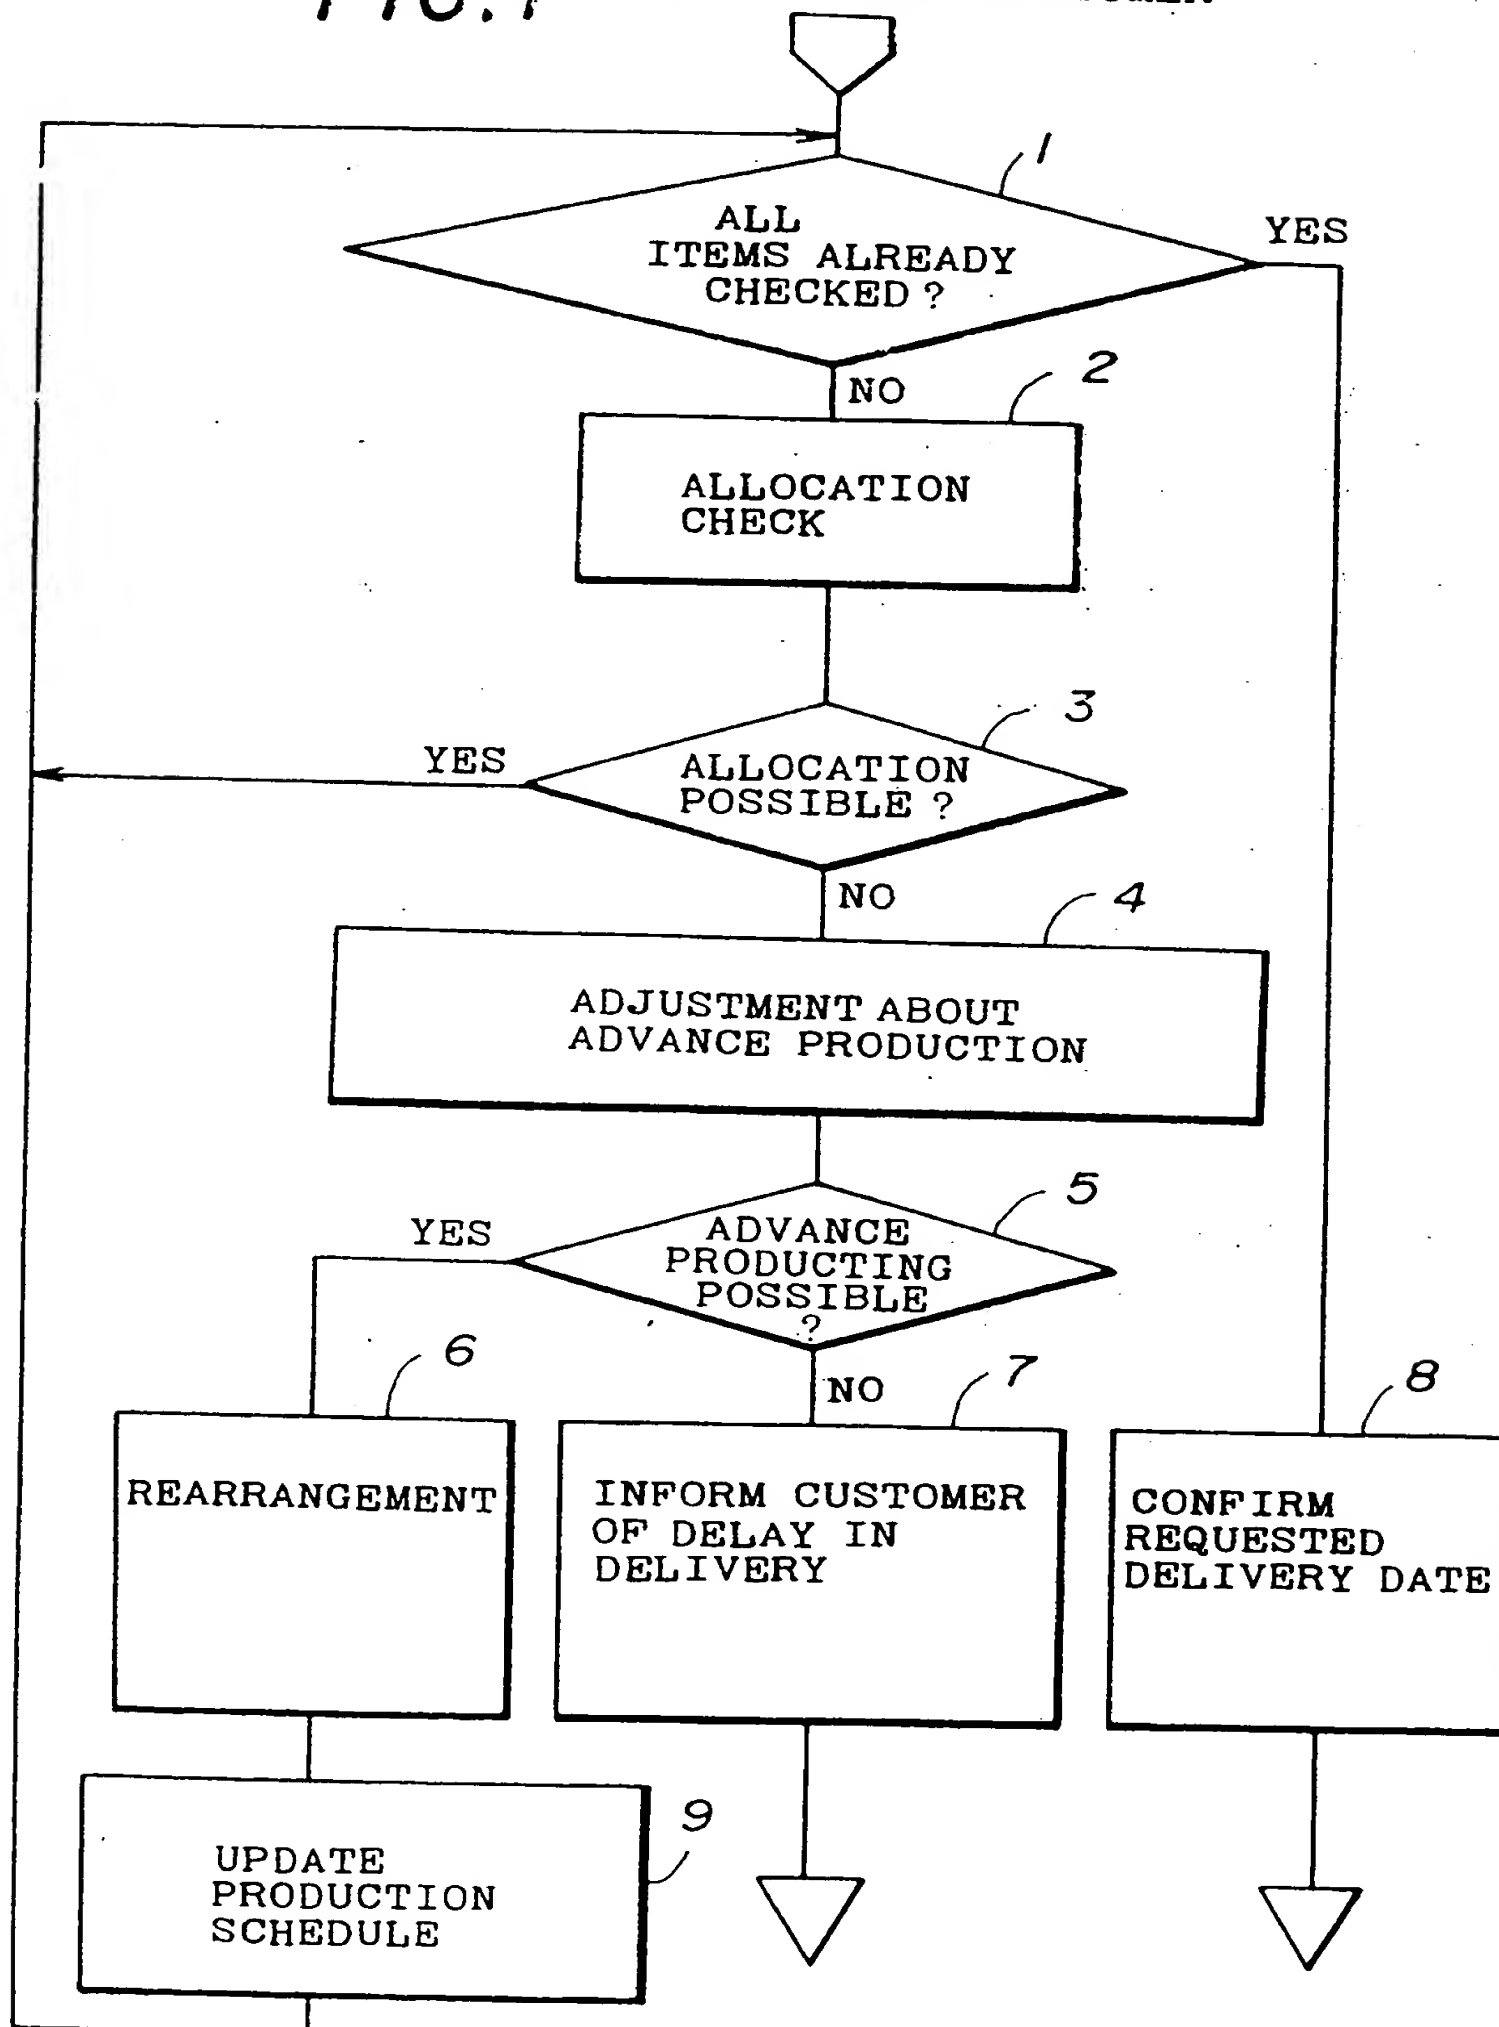 FIG.1
1
ALL
ITEMS ALREADY
CHECKED ?
YES
NO
2
ALLOCATION
CHECK
3
YES
ALLOCATION
POSSIBLE ?
NO
4
ADJUSTMENT ABOUT
ADVANCE PRODUCTION
5
YES
ADVANCE
PRODUCTING
POSSIBLE
?
NO
6
7
8
REARRANGEMENT
INFORM CUSTOMER
OF DELAY IN
DELIVERY
CONFIRM
REQUESTED
DELIVERY DATE
9
UPDATE
PRODUCTION
SCHEDULE